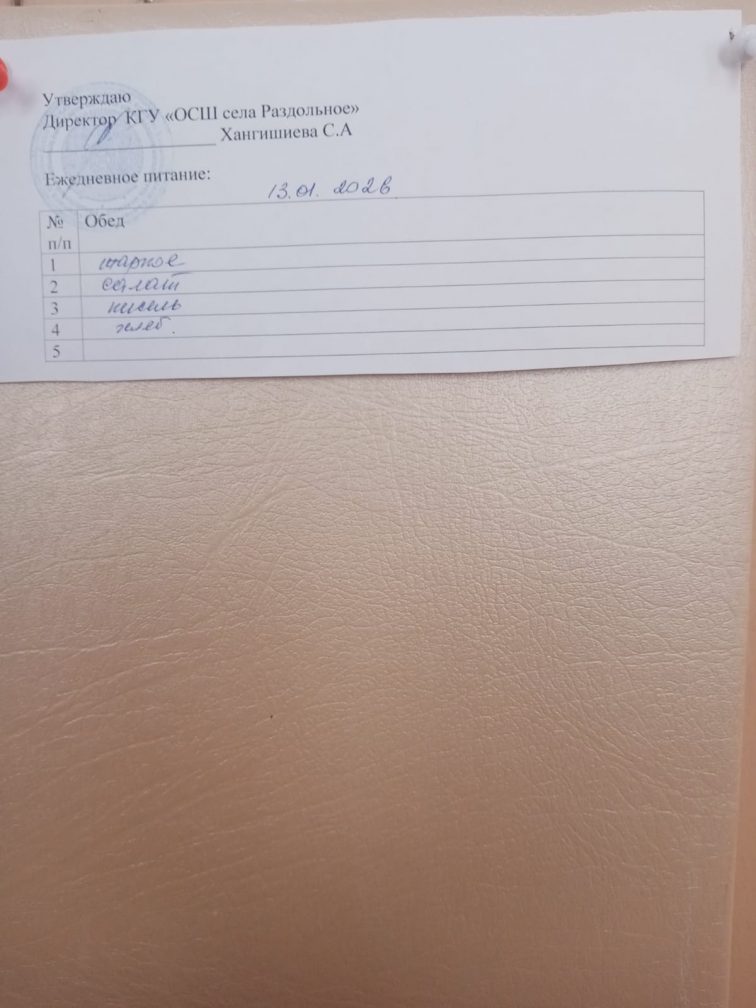 Утверждаю
Директор КГУ «ОСШ села Раздольное»
Хангишиева С.А
Ежедневное питание:
13.01.2026
№ п/п Обед
1 жаркое
2 салат
3 кисель
4 хлеб.
5